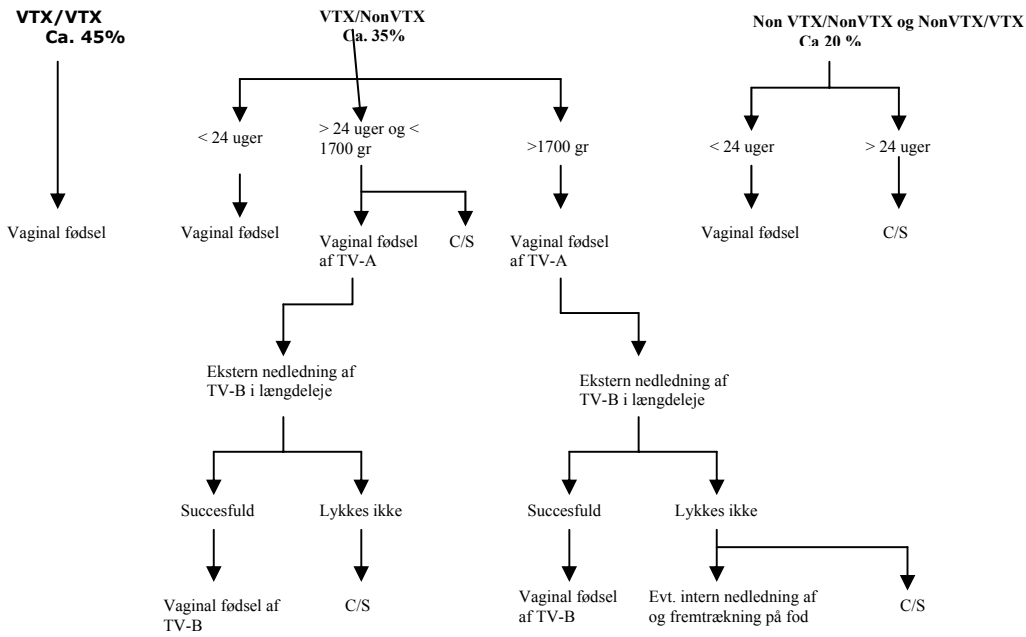 VTX/VTX
Ca. 45%
VTX/NonVTX
Ca. 35%
Non VTX/NonVTX og NonVTX/VTX
Ca 20 %
< 24 uger
> 24 uger og <
1700 gr
>1700 gr
< 24 uger
> 24 uger
Vaginal fødsel
Vaginal fødsel
Vaginal fødsel
af TV-A
C/S
Vaginal fødsel
af TV-A
Vaginal fødsel
C/S
Ekstern nedledning af
TV-B i længdeleje
Ekstern nedledning af
TV-B i længdeleje
Succesfuld
Lykkes ikke
Succesfuld
Lykkes ikke
Vaginal fødsel af
TV-B
C/S
Vaginal fødsel
af TV-B
Evt. intern nedledning af
og fremtrækning på fod
C/S